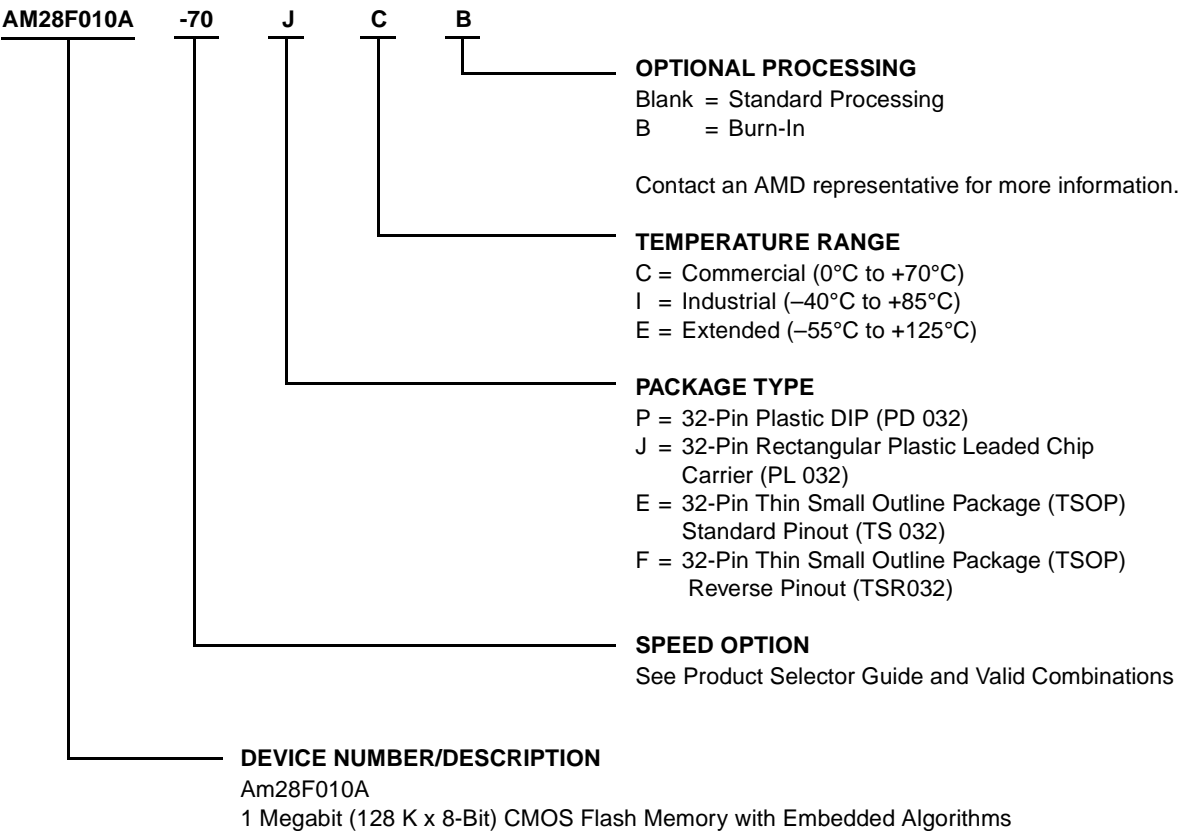 AM28F010A -70 J C B
OPTIONAL PROCESSING
Blank = Standard Processing
B = Burn-In
Contact an AMD representative for more information.
TEMPERATURE RANGE
C = Commercial (0°C to +70°C)
I = Industrial (–40°C to +85°C)
E = Extended (–55°C to +125°C)
PACKAGE TYPE
P = 32-Pin Plastic DIP (PD 032)
J = 32-Pin Rectangular Plastic Leaded Chip
Carrier (PL 032)
E = 32-Pin Thin Small Outline Package (TSOP)
Standard Pinout (TS 032)
F = 32-Pin Thin Small Outline Package (TSOP)
Reverse Pinout (TSR032)
SPEED OPTION
See Product Selector Guide and Valid Combinations
DEVICE NUMBER/DESCRIPTION
Am28F010A
1 Megabit (128 K x 8-Bit) CMOS Flash Memory with Embedded Algorithms